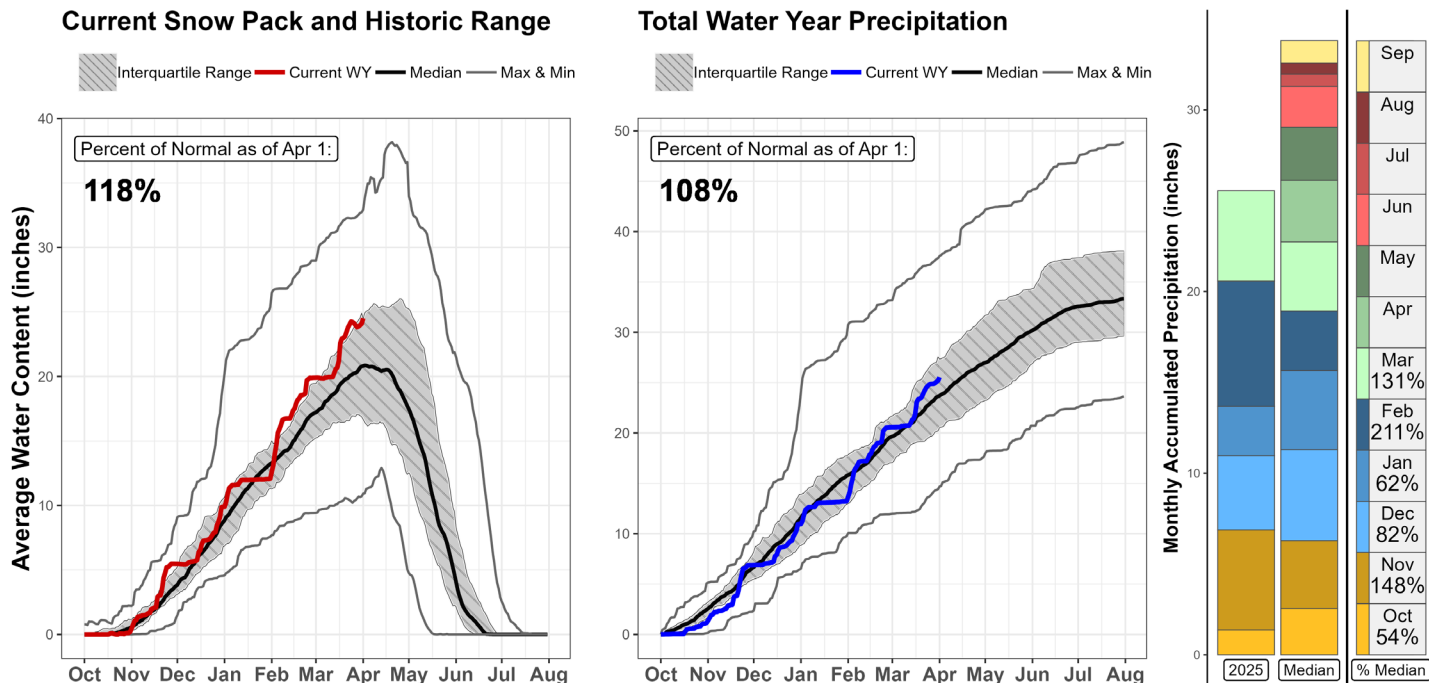 Current Snow Pack and Historic Range
Interquartile Range Current WY Median Max & Min
Percent of Normal as of Apr 1:
118%
Average Water Content (inches)
40
30
20
10
0
Oct Nov Dec Jan Feb Mar Apr May Jun Jul Aug
Total Water Year Precipitation
Interquartile Range Current WY Median Max & Min
Percent of Normal as of Apr 1:
108%
50
40
30
20
10
0
Oct Nov Dec Jan Feb Mar Apr May Jun Jul Aug
Monthly Accumulated Precipitation (inches)
30
20
10
0
2025 Median % Median
Sep
Aug
Jul
Jun
May
Apr
Mar
131%
Feb
211%
Jan
62%
Dec
82%
Nov
148%
Oct
54%